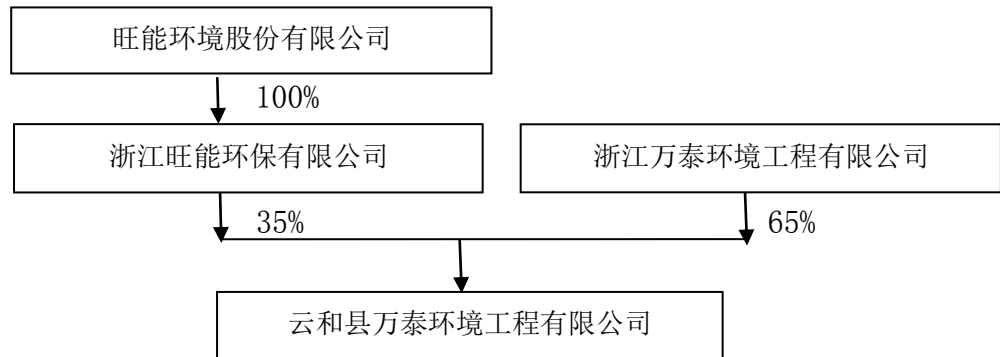 旺能环境股份有限公司
100%
浙江旺能环保有限公司
浙江万泰环境工程有限公司
35%
65%
云和县万泰环境工程有限公司